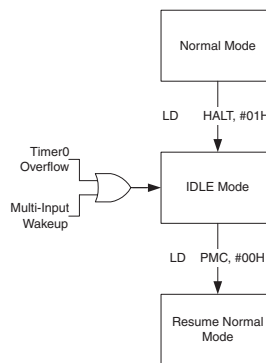 Normal Mode
LD HALT, #01H
Timer0
Overflow
IDLE Mode
Multi-Input
Wakeup
LD PMC, #00H
Resume Normal
Mode